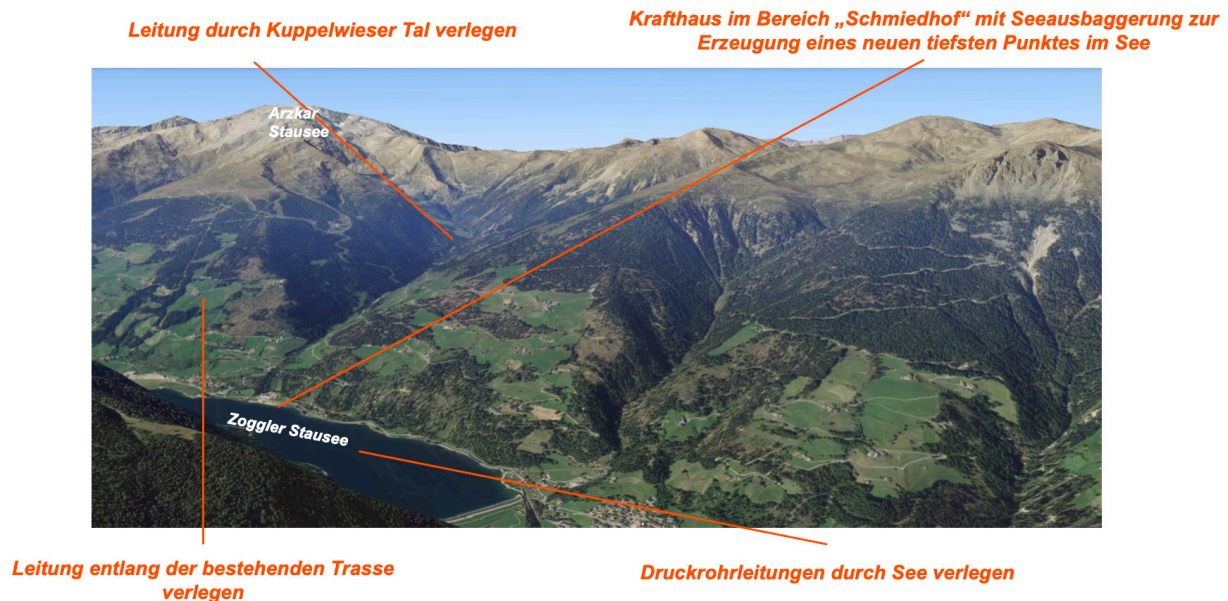 Leitung durch Kuppelwieser Tal verlegen
Krafthaus im Bereich „Schmiedhof“ mit Seeausbaggerung zur
Erzeugung eines neuen tiefsten Punktes im See
Arzkar
Stausee
Zoggler Stausee
Leitung entlang der bestehenden Trasse
verlegen
Druckrohrleitungen durch See verlegen